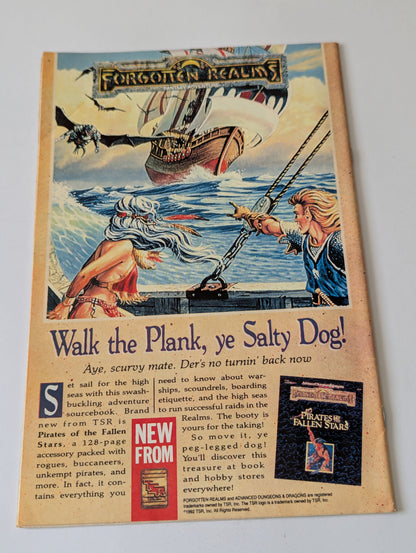 FORGOTTEN REALMS
Walk the Plank, ye Salty Dog!
Aye, scurvy mate. Der's no turnin' back now
Set sail for the high
seas with this swash-
buckling adventure
sourcebook. Brand
new from TSR is
Pirates of the Fallen
Stars, a 128-page
accessory packed with
rogues, buccaneers,
unkempt pirates, and
more. In fact, it con-
tains everything you
need to know about war-
ships, scoundrels, boarding
etiquette, and the high seas
to run successful raids in the
Realms. The booty is
yours for the taking!
So move it, ye
peg-legged dog!
You'll discover this
treasure at book
and hobby stores
everywhere!
NEW
FROM
TSR
FORGOTTEN REALMS
PIRATES OF THE
FALLEN STARS
FORGOTTEN REALMS and ADVANCED DUNGEONS & DRAGONS are registered
trademarks owned by TSR, Inc. The TSR logo is a trademark owned by TSR, Inc.
©1992 TSR, Inc. All Rights Reserved.